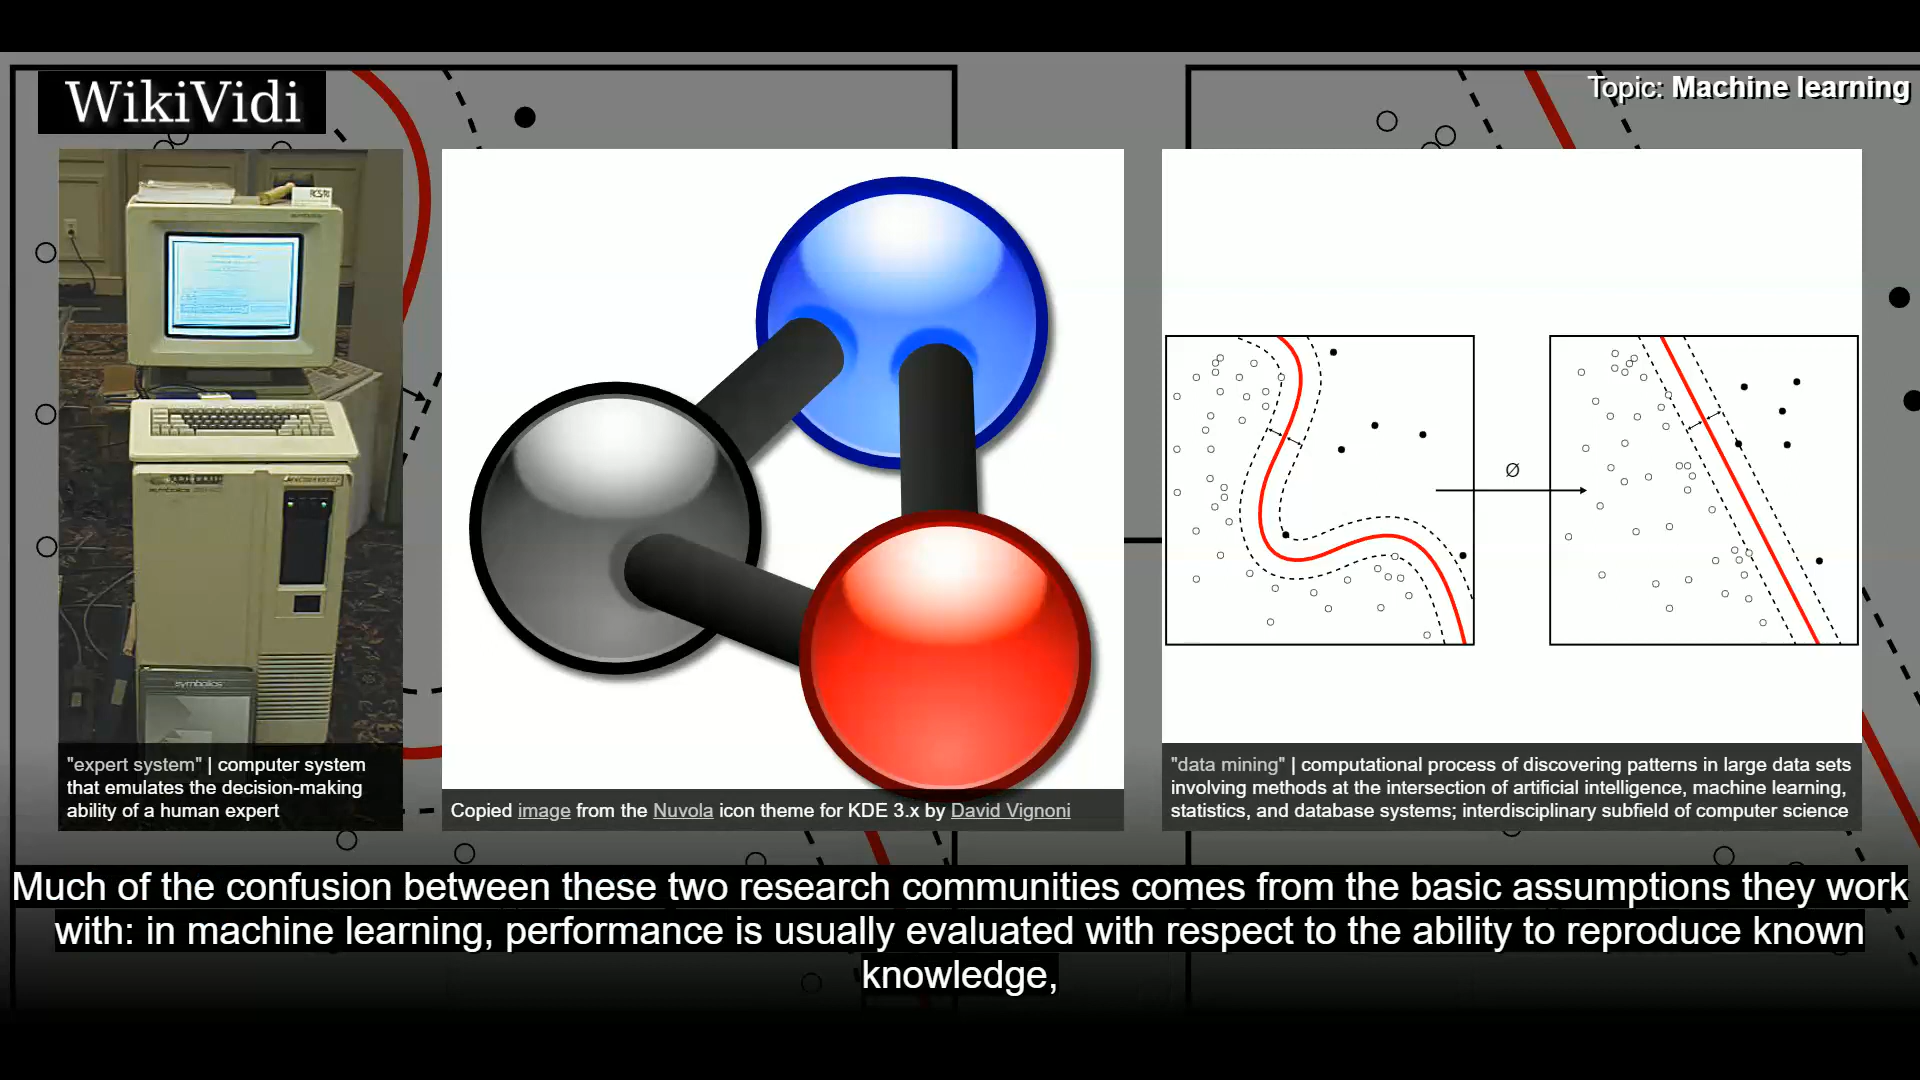 WikiVidi
Topic: Machine learning
symbolics
"expert system" | computer system
that emulates the decision-making
ability of a human expert
Copied image from the Nuvola icon theme for KDE 3.x by David Vignoni
Ø
"data mining" | computational process of discovering patterns in large data sets
involving methods at the intersection of artificial intelligence, machine learning,
statistics, and database systems; interdisciplinary subfield of computer science
Much of the confusion between these two research communities comes from the basic assumptions they work
with: in machine learning, performance is usually evaluated with respect to the ability to reproduce known
knowledge,